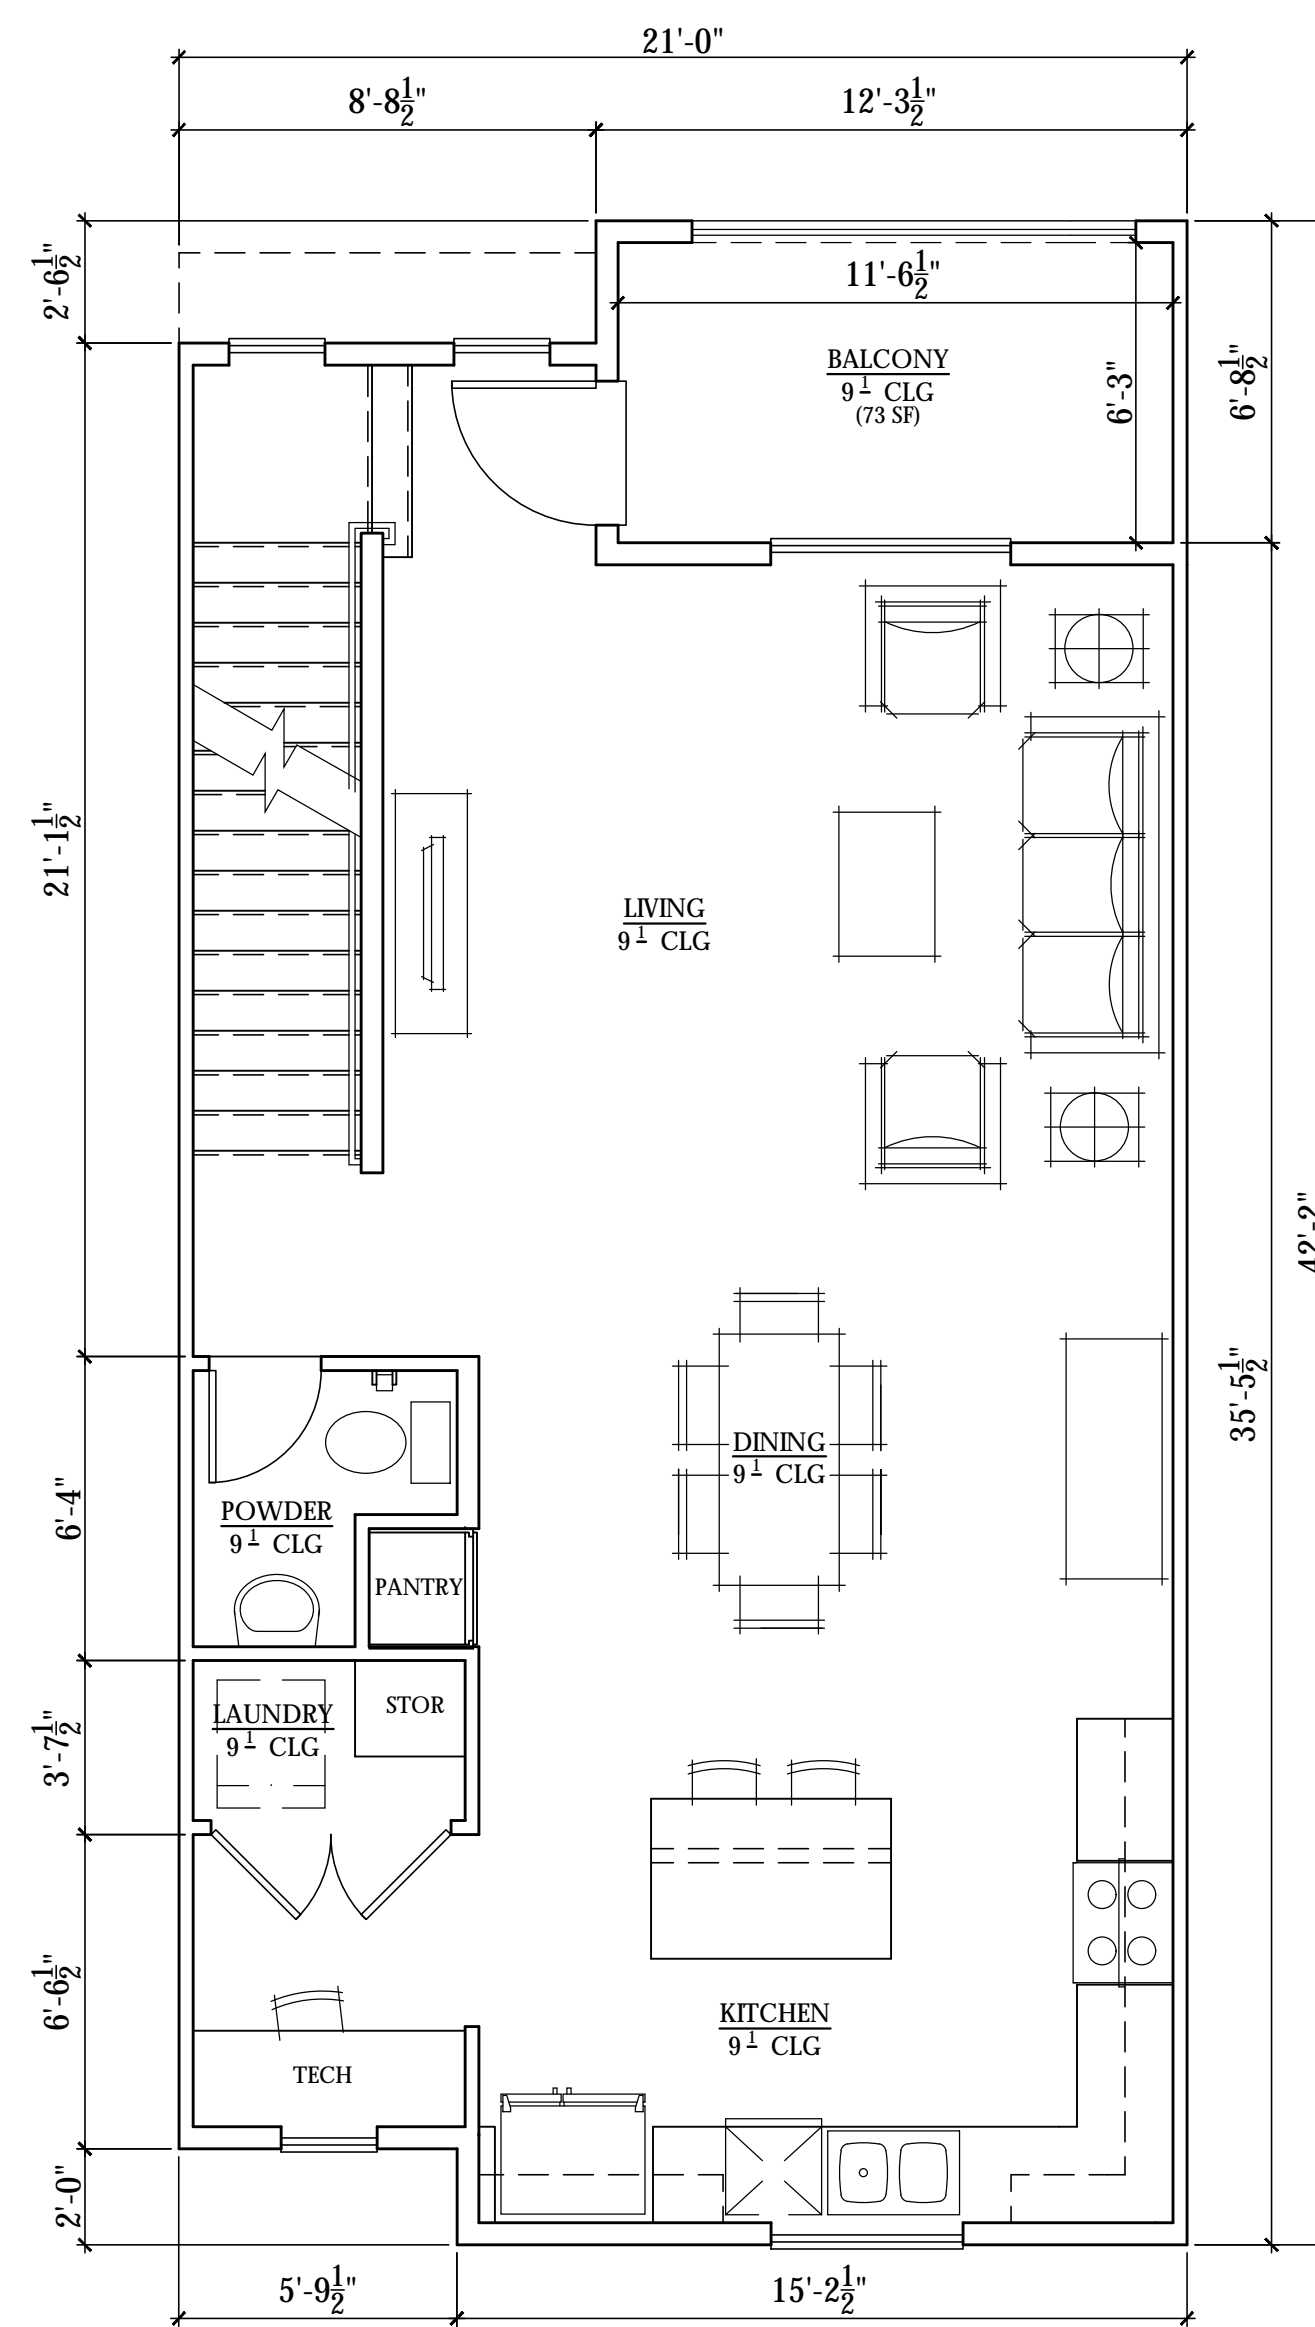 21'-0"
8'-8½"
12'-3½"
2'-6½"
11'-6½"
BALCONY
9 1 CLG
(73 SF)
6'-3"
6'-8½"
21'-1½"
LIVING
9 1 CLG
42'-2"
35'-5½"
DINING
9 1 CLG
6'-4"
POWDER
9 1 CLG
PANTRY
3'-7½"
LAUNDRY
9 1 CLG
STOR
6'-6½"
KITCHEN
9 1 CLG
TECH
2'-0"
5'-9½"
15'-2½"